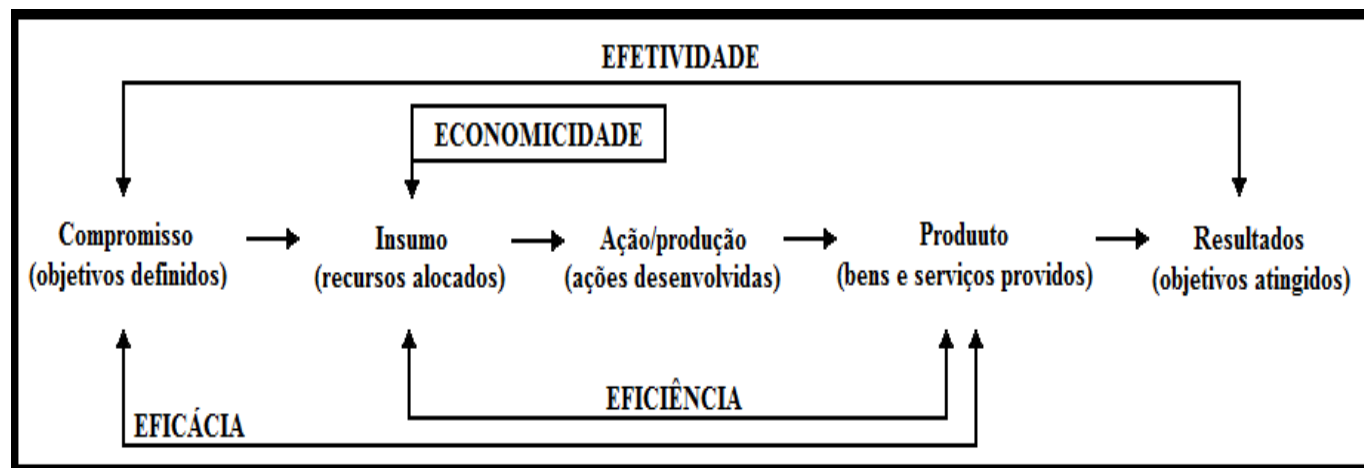 EFETIVIDADE
ECONOMICIDADE
Compromisso
(objetivos definidos)
Insumo
(recursos alocados)
Ação/produção
(ações desenvolvidas)
Produuto
(bens e serviços providos)
Resultados
(objetivos atingidos)
EFICIÊNCIA
EFICÁCIA